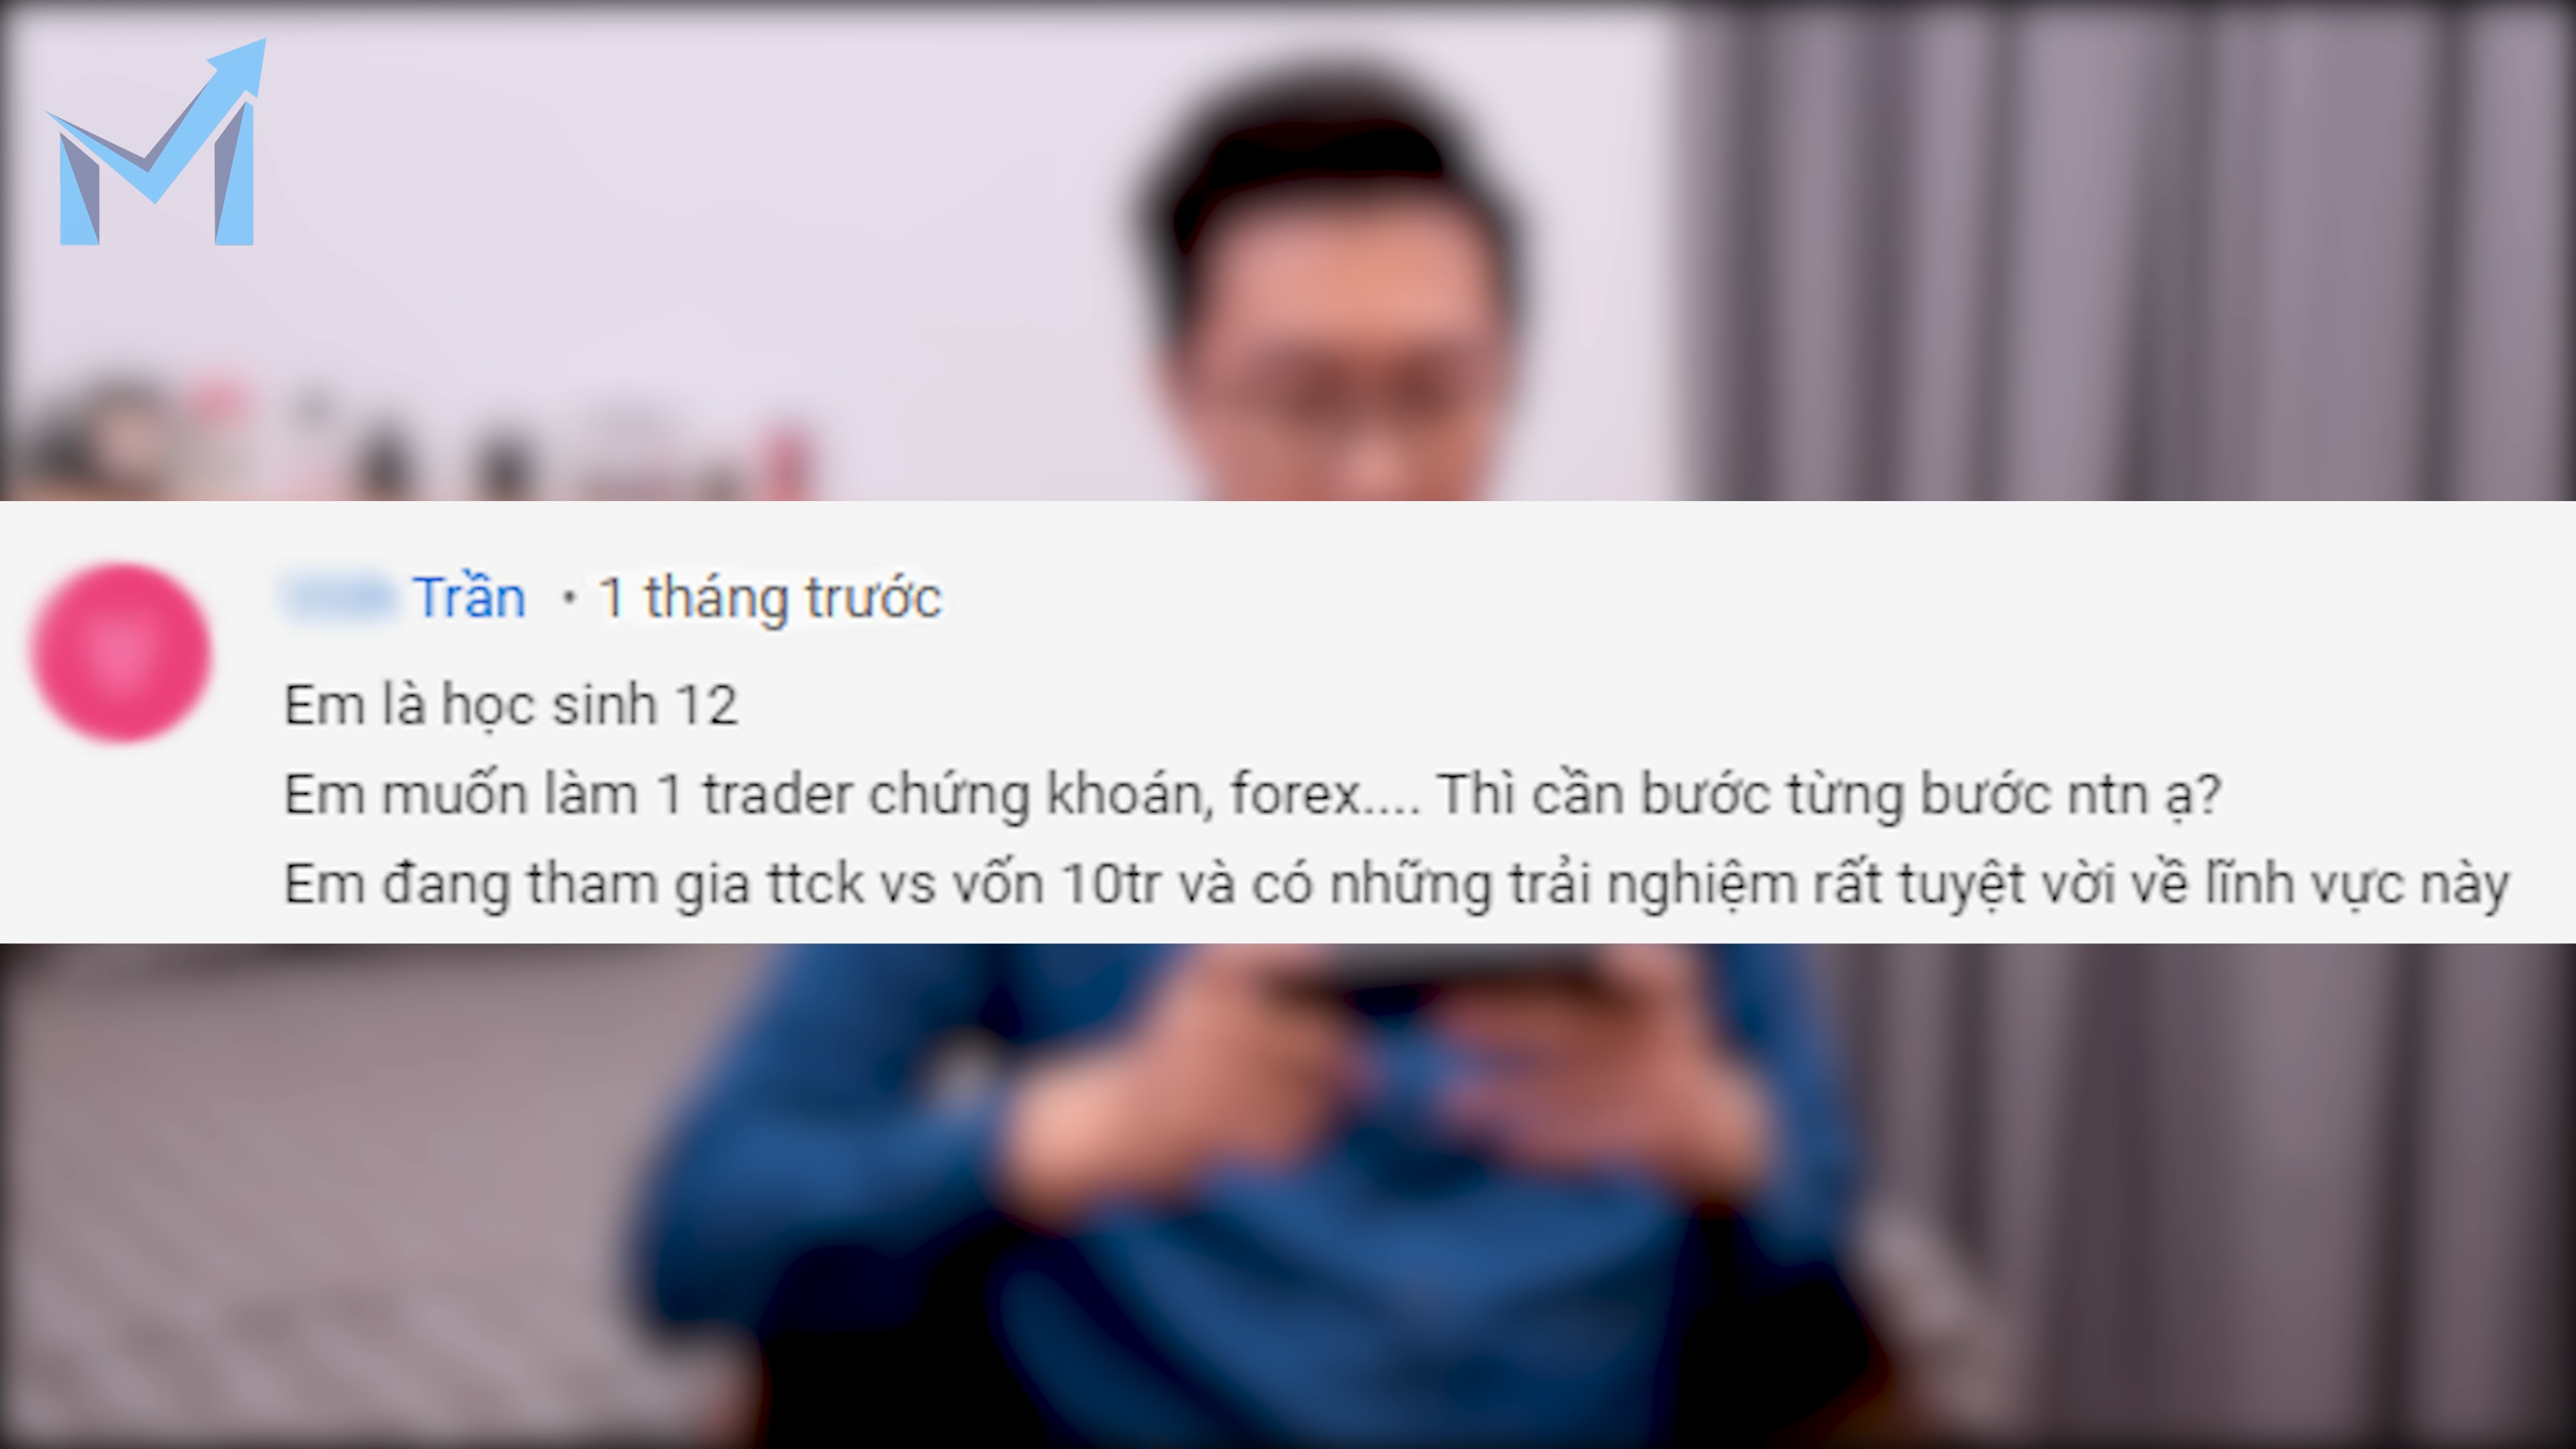 Trần • 1 tháng trước
Em là học sinh 12
Em muốn làm 1 trader chứng khoán, forex.... Thì cần bước từng bước ntn ạ?
Em đang tham gia ttck vs vốn 10tr và có những trải nghiệm rất tuyệt vời về lĩnh vực này